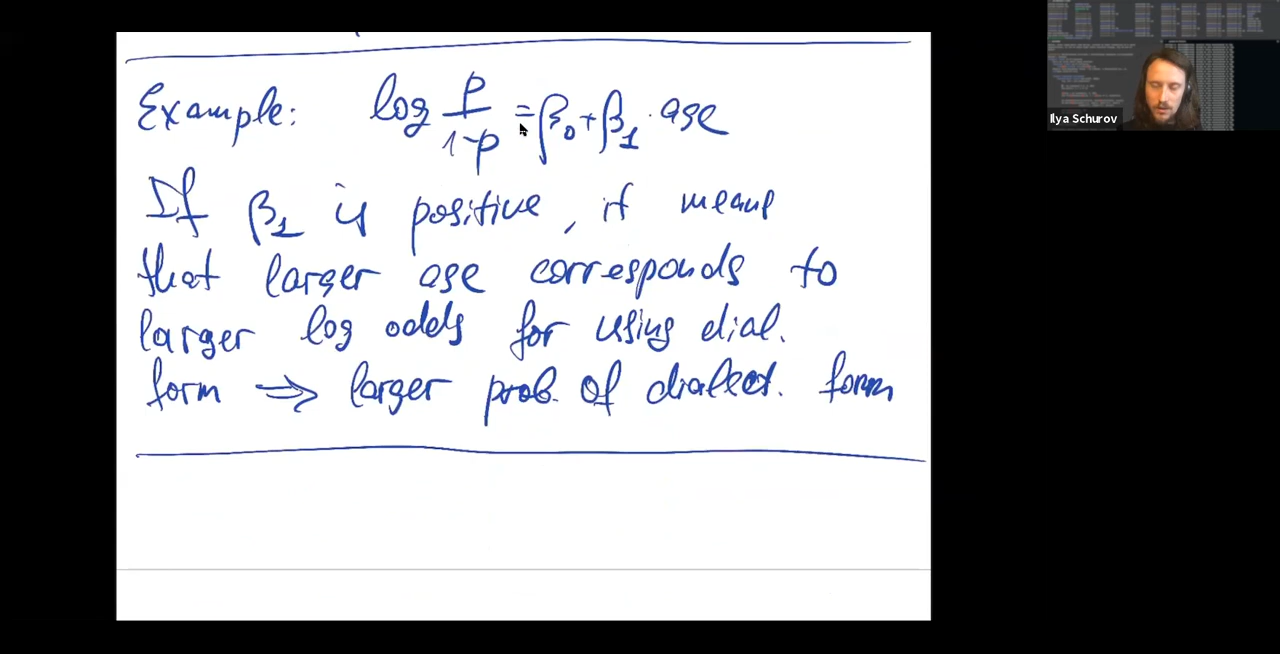 Example: log p/1-p = β₀ + β₁ · age
If β₁ is positive, it means
that larger age corresponds to
larger log odds for using dial.
form ⇒ larger prob. of dialect. form
Ilya Schurov